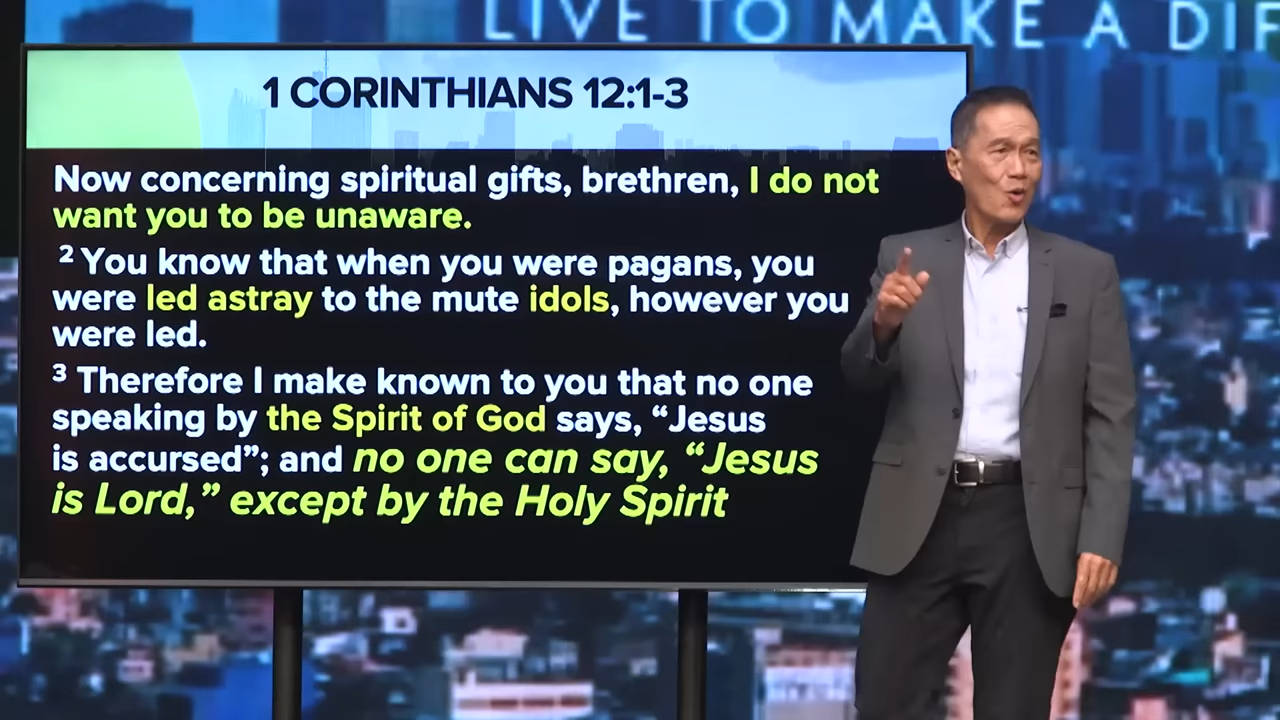 LIVE TO MAKE A DIF
1 CORINTHIANS 12:1-3
Now concerning spiritual gifts, brethren, I do not
want you to be unaware.
2 You know that when you were pagans, you
were led astray to the mute idols, however you
were led.
3 Therefore I make known to you that no one
speaking by the Spirit of God says, “Jesus
is accursed”; and no one can say, “Jesus
is Lord,” except by the Holy Spirit